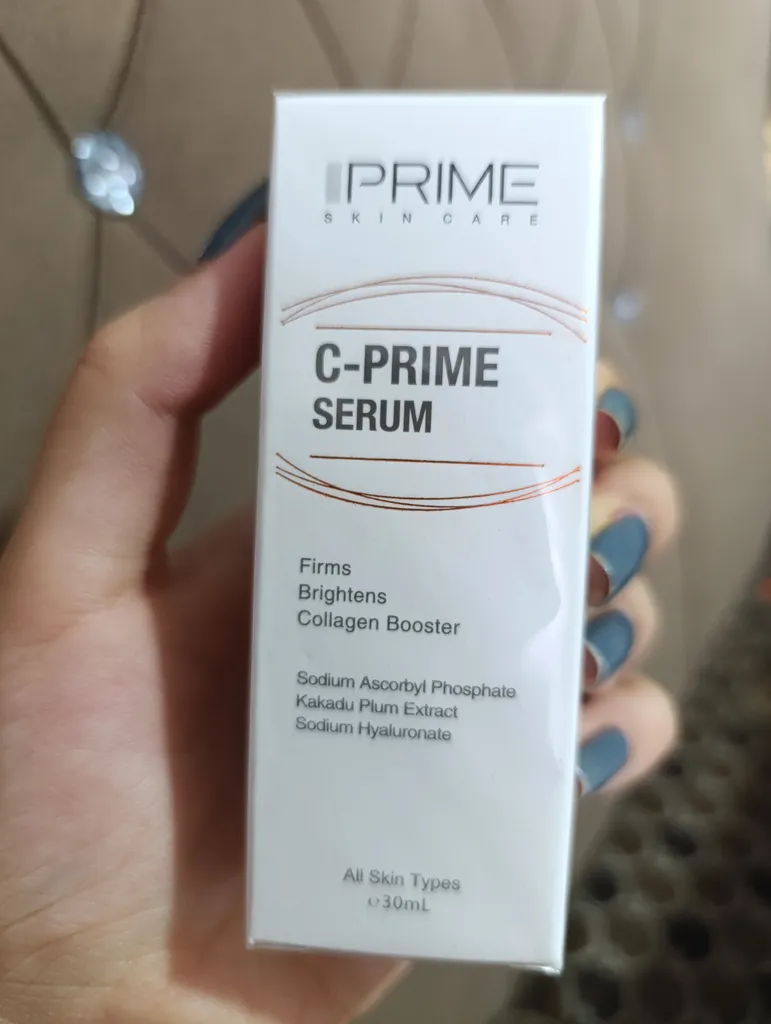 PRIME
SKIN CARE
C-PRIME
SERUM
Firms
Brightens
Collagen Booster
Sodium Ascorbyl Phosphate
Kakadu Plum Extract
Sodium Hyaluronate
All Skin Types
℮30mL